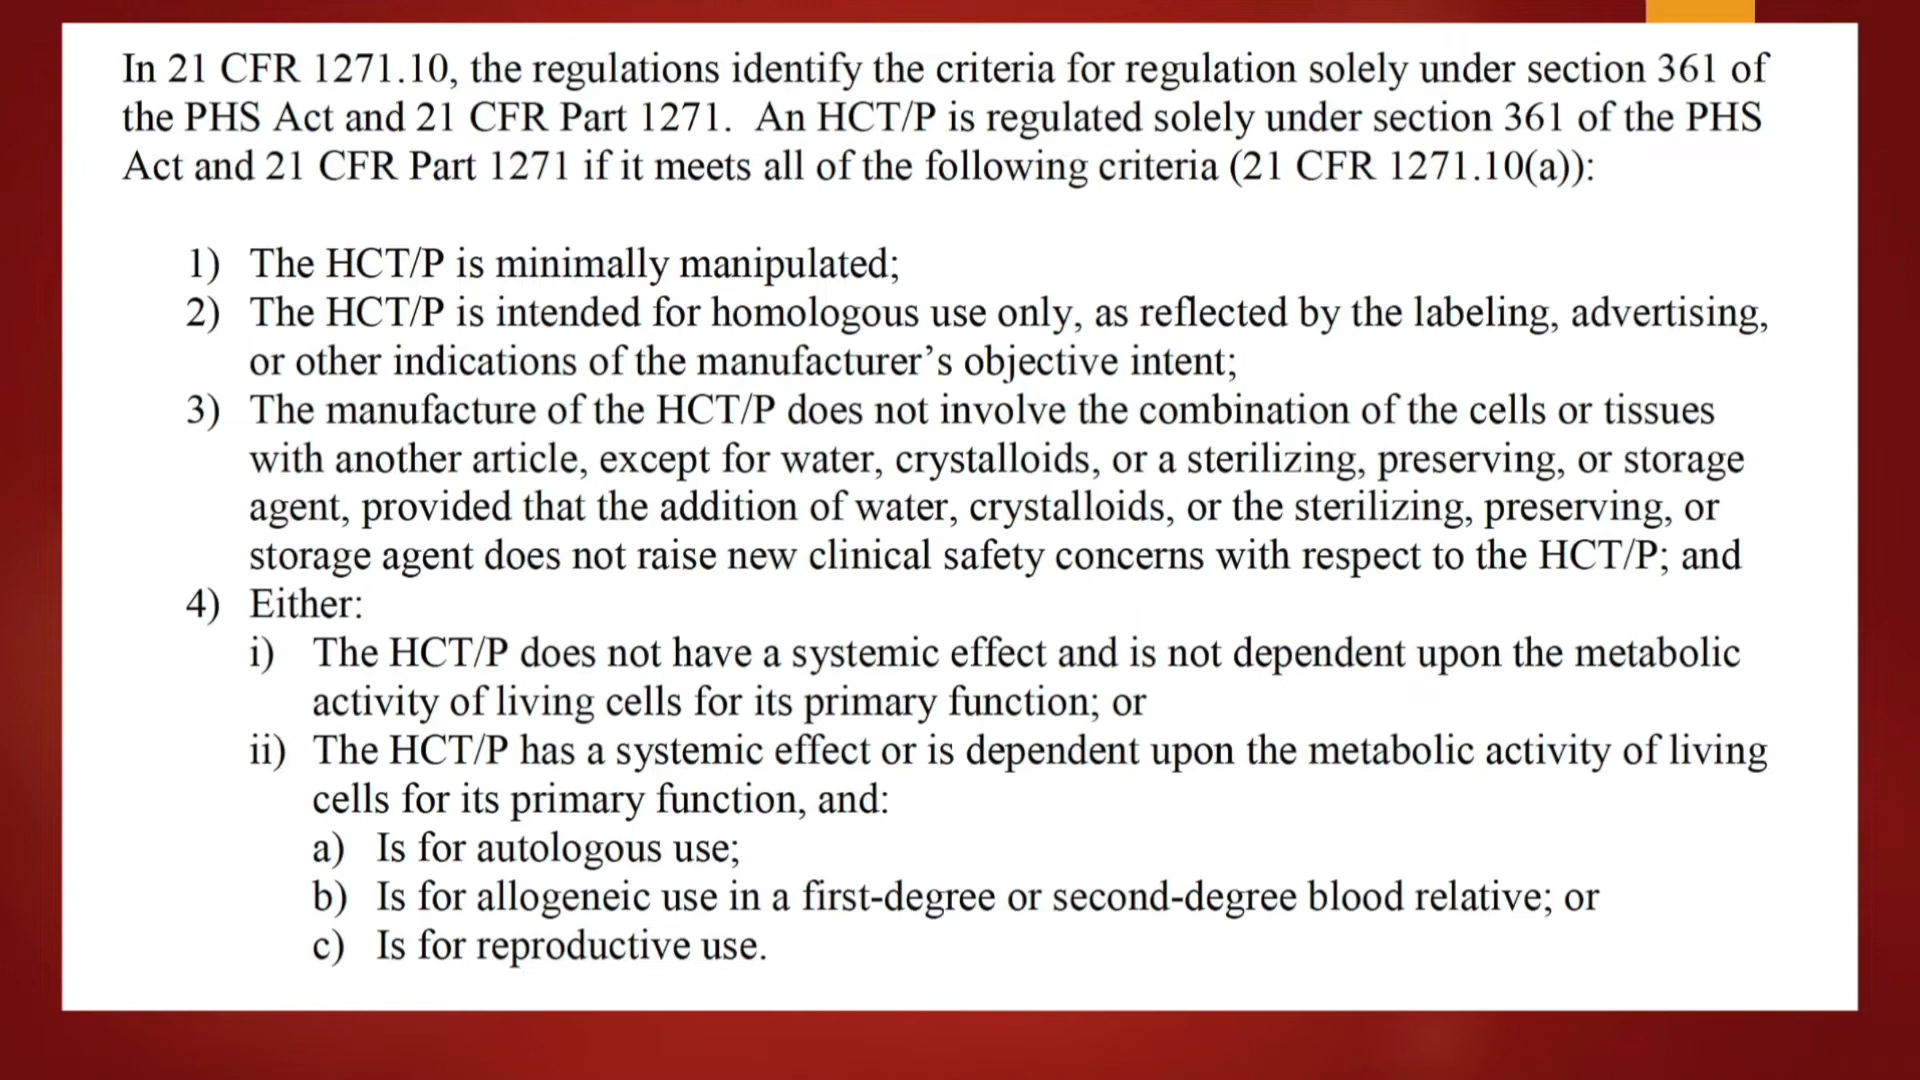 In 21 CFR 1271.10, the regulations identify the criteria for regulation solely under section 361 of
the PHS Act and 21 CFR Part 1271.  An HCT/P is regulated solely under section 361 of the PHS
Act and 21 CFR Part 1271 if it meets all of the following criteria (21 CFR 1271.10(a)):
1) The HCT/P is minimally manipulated;
2) The HCT/P is intended for homologous use only, as reflected by the labeling, advertising,
or other indications of the manufacturer’s objective intent;
3) The manufacture of the HCT/P does not involve the combination of the cells or tissues
with another article, except for water, crystalloids, or a sterilizing, preserving, or storage
agent, provided that the addition of water, crystalloids, or the sterilizing, preserving, or
storage agent does not raise new clinical safety concerns with respect to the HCT/P; and
4) Either:
i) The HCT/P does not have a systemic effect and is not dependent upon the metabolic
activity of living cells for its primary function; or
ii) The HCT/P has a systemic effect or is dependent upon the metabolic activity of living
cells for its primary function, and:
a) Is for autologous use;
b) Is for allogeneic use in a first-degree or second-degree blood relative; or
c) Is for reproductive use.